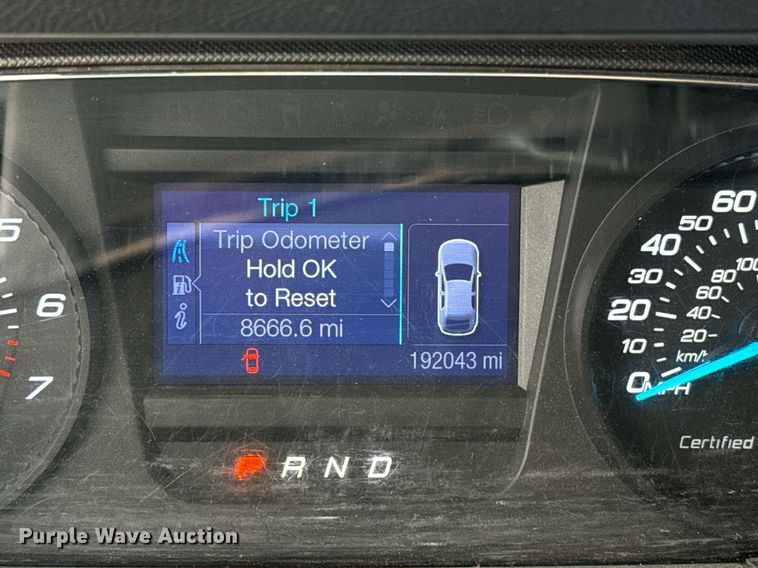 Trip 1
Trip Odometer
Hold OK
to Reset
8666.6 mi
192043 mi
5
6
7
60
50
40
30
20
10
0
100
80
60
40
20
km/h
MPH
Certified
P R N D
Purple Wave Auction